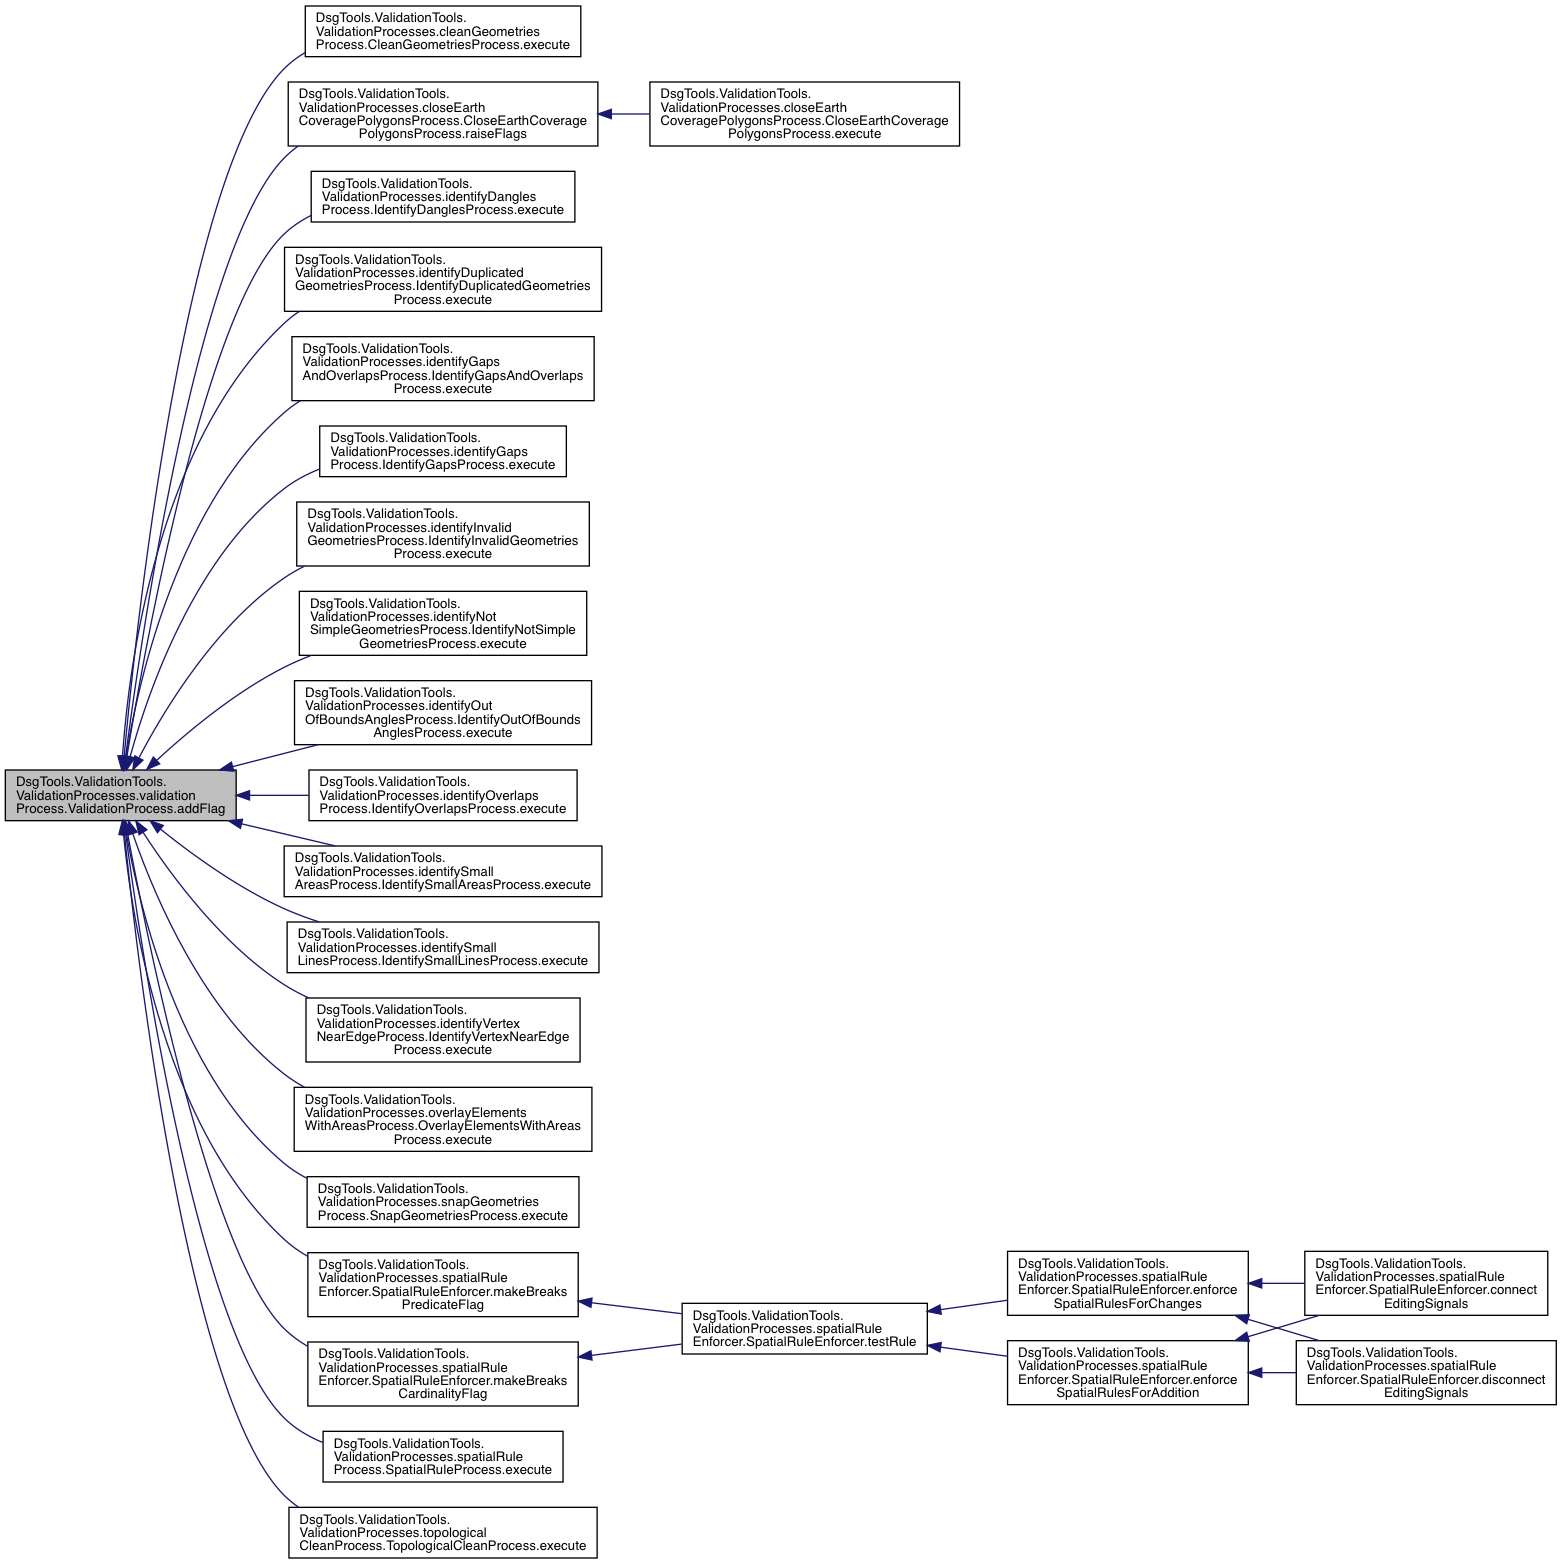 DsgTools.ValidationTools.
ValidationProcesses.cleanGeometries
Process.CleanGeometriesProcess.execute
DsgTools.ValidationTools.
ValidationProcesses.closeEarth
CoveragePolygonsProcess.CloseEarthCoverage
PolygonsProcess.raiseFlags
DsgTools.ValidationTools.
ValidationProcesses.closeEarth
CoveragePolygonsProcess.CloseEarthCoverage
PolygonsProcess.execute
DsgTools.ValidationTools.
ValidationProcesses.identifyDangles
Process.IdentifyDanglesProcess.execute
DsgTools.ValidationTools.
ValidationProcesses.identifyDuplicated
GeometriesProcess.IdentifyDuplicatedGeometries
Process.execute
DsgTools.ValidationTools.
ValidationProcesses.identifyGaps
AndOverlapsProcess.IdentifyGapsAndOverlaps
Process.execute
DsgTools.ValidationTools.
ValidationProcesses.identifyGaps
Process.IdentifyGapsProcess.execute
DsgTools.ValidationTools.
ValidationProcesses.identifyInvalid
GeometriesProcess.IdentifyInvalidGeometries
Process.execute
DsgTools.ValidationTools.
ValidationProcesses.identifyNot
SimpleGeometriesProcess.IdentifyNotSimple
GeometriesProcess.execute
DsgTools.ValidationTools.
ValidationProcesses.identifyOut
OfBoundsAnglesProcess.IdentifyOutOfBounds
AnglesProcess.execute
DsgTools.ValidationTools.
ValidationProcesses.validation
Process.ValidationProcess.addFlag
DsgTools.ValidationTools.
ValidationProcesses.identifyOverlaps
Process.IdentifyOverlapsProcess.execute
DsgTools.ValidationTools.
ValidationProcesses.identifySmall
AreasProcess.IdentifySmallAreasProcess.execute
DsgTools.ValidationTools.
ValidationProcesses.identifySmall
LinesProcess.IdentifySmallLinesProcess.execute
DsgTools.ValidationTools.
ValidationProcesses.identifyVertex
NearEdgeProcess.IdentifyVertexNearEdge
Process.execute
DsgTools.ValidationTools.
ValidationProcesses.overlayElements
WithAreasProcess.OverlayElementsWithAreas
Process.execute
DsgTools.ValidationTools.
ValidationProcesses.snapGeometries
Process.SnapGeometriesProcess.execute
DsgTools.ValidationTools.
ValidationProcesses.spatialRule
Enforcer.SpatialRuleEnforcer.makeBreaks
PredicateFlag
DsgTools.ValidationTools.
ValidationProcesses.spatialRule
Enforcer.SpatialRuleEnforcer.makeBreaks
CardinalityFlag
DsgTools.ValidationTools.
ValidationProcesses.spatialRule
Enforcer.SpatialRuleEnforcer.testRule
DsgTools.ValidationTools.
ValidationProcesses.spatialRule
Enforcer.SpatialRuleEnforcer.enforce
SpatialRulesForChanges
DsgTools.ValidationTools.
ValidationProcesses.spatialRule
Enforcer.SpatialRuleEnforcer.enforce
SpatialRulesForAddition
DsgTools.ValidationTools.
ValidationProcesses.spatialRule
Enforcer.SpatialRuleEnforcer.connect
EditingSignals
DsgTools.ValidationTools.
ValidationProcesses.spatialRule
Enforcer.SpatialRuleEnforcer.disconnect
EditingSignals
DsgTools.ValidationTools.
ValidationProcesses.spatialRule
Process.SpatialRuleProcess.execute
DsgTools.ValidationTools.
ValidationProcesses.topological
CleanProcess.TopologicalCleanProcess.execute